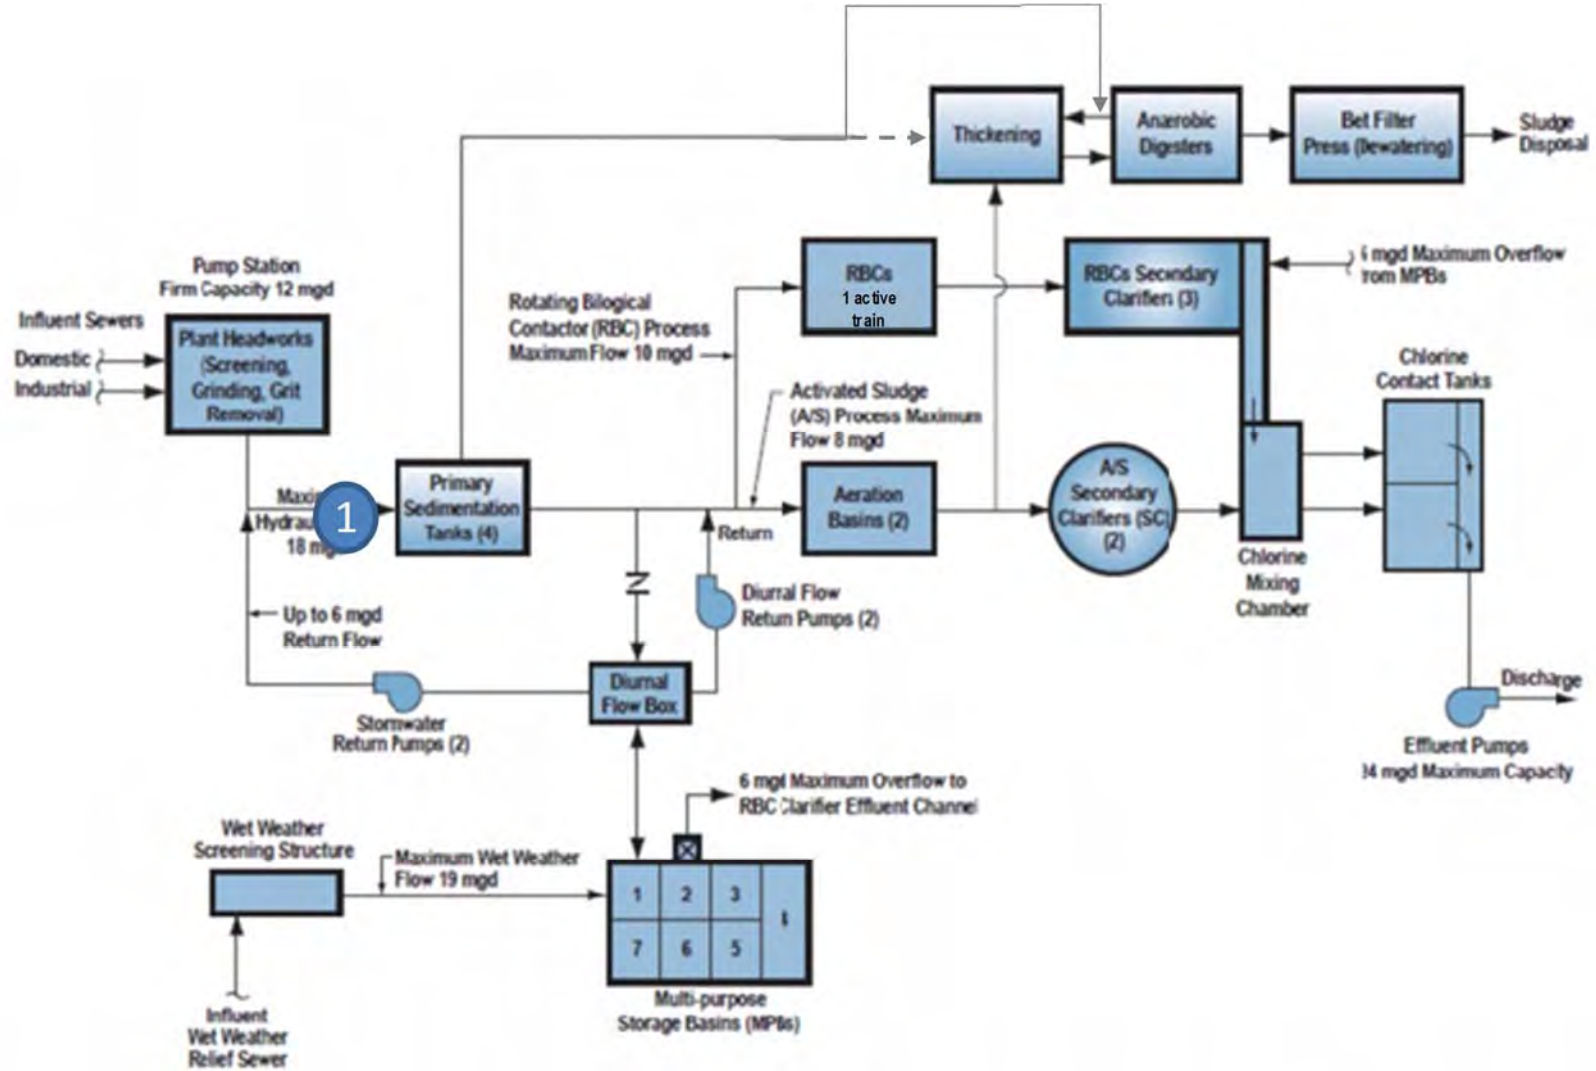 Thickening
Anærobic
Digesters
Bet Filter
Press (Dewatering)
Sludge
Disposal
Pump Station
Firm Capacity 12 mgd
Influent Sewers
Domestic
Industrial
Plant Headworks
(Screening,
Grinding, Grit
Removal)
Rotating Bilogical
Contactor (RBC) Process
Maximum Flow 10 mgd
RBCs
1 active
train
RBCs Secondary
Clarifiers (3)
6 mgd Maximum Overflow
from MPBs
Activated Sludge
(A/S) Process Maximum
Flow 8 mgd
Chlorine
Contact Tanks
1
18
Primary
Sedimentation
Tanks (4)
Return
Aeration
Basins (2)
A/S
Secondary
Clarifiers (SC)
(2)
Chlorine
Mixing
Chamber
Up to 6 mgd
Return Flow
Diurral Flow
Return Pumps (2)
Diurnal
Flow Box
Stormwater
Return Pumps (2)
Discharge
Effluent Pumps
mgd Maximum Capacity
6 mgd Maximum Overflow to
RBC Clarifier Effluent Channel
Wet Weather
Screening Structure
Maximum Wet Weather
Flow 19 mgd
1 2 3
7 6 5
Multi-purpose
Storage Basins (MPBs)
Influent
Wet Weather
Relief Sewer